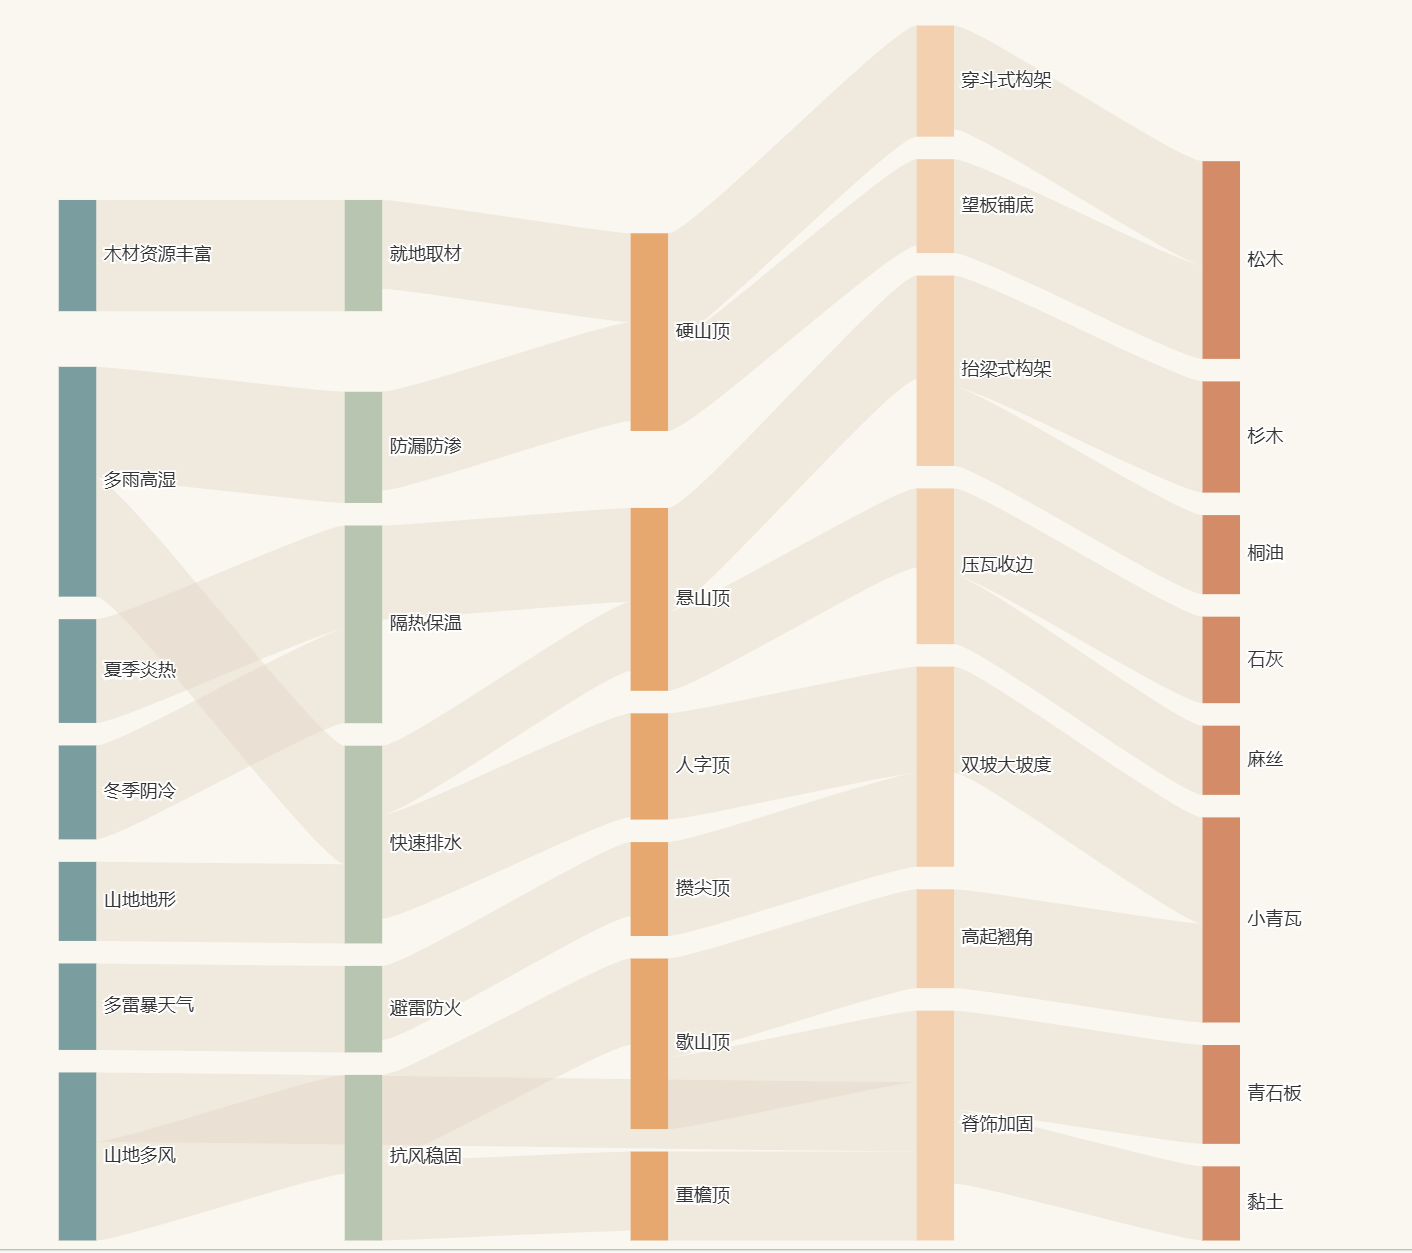 木材资源丰富
多雨高湿
夏季炎热
冬季阴冷
山地地形
多雷暴天气
山地多风
就地取材
防漏防渗
隔热保温
快速排水
避雷防火
抗风稳固
硬山顶
悬山顶
人字顶
攒尖顶
歇山顶
重檐顶
穿斗式构架
望板铺底
抬梁式构架
压瓦收边
双坡大坡度
高起翘角
脊饰加固
松木
杉木
桐油
石灰
麻丝
小青瓦
青石板
黏土